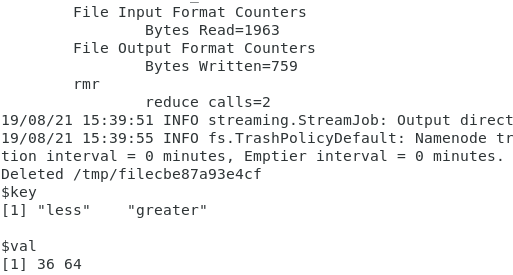 File Input Format Counters
Bytes Read=1963
File Output Format Counters
Bytes Written=759
rmr
reduce calls=2
19/08/21 15:39:51 INFO streaming.StreamJob: Output direct
19/08/21 15:39:55 INFO fs.TrashPolicyDefault: Namenode tr
tion interval = 0 minutes, Emptier interval = 0 minutes.
Deleted /tmp/filecbe87a93e4cf
$key
[1] "less"    "greater"

$val
[1] 36 64